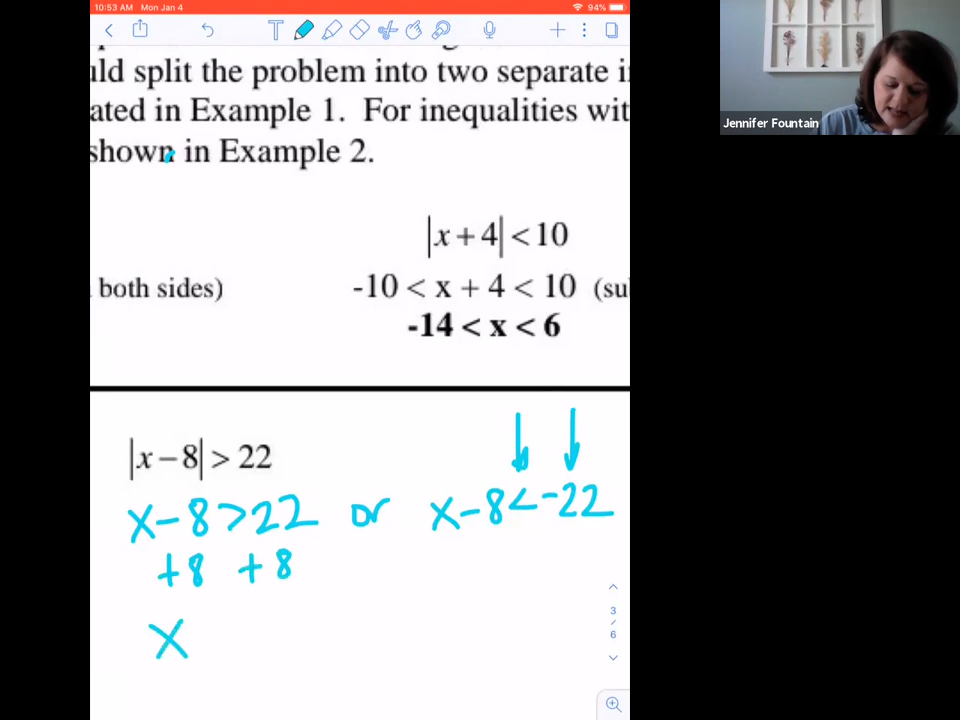 10:53 AM Mon Jan 4
94%
uld split the problem into two separate i
ated in Example 1. For inequalities wit
shown in Example 2.
|x + 4| < 10
both sides)
-10 < x + 4 < 10 (su
-14 < x < 6
|x – 8| > 22
x - 8 > 22 or x - 8 < -22
+8 +8
x
3
/
6
Jennifer Fountain